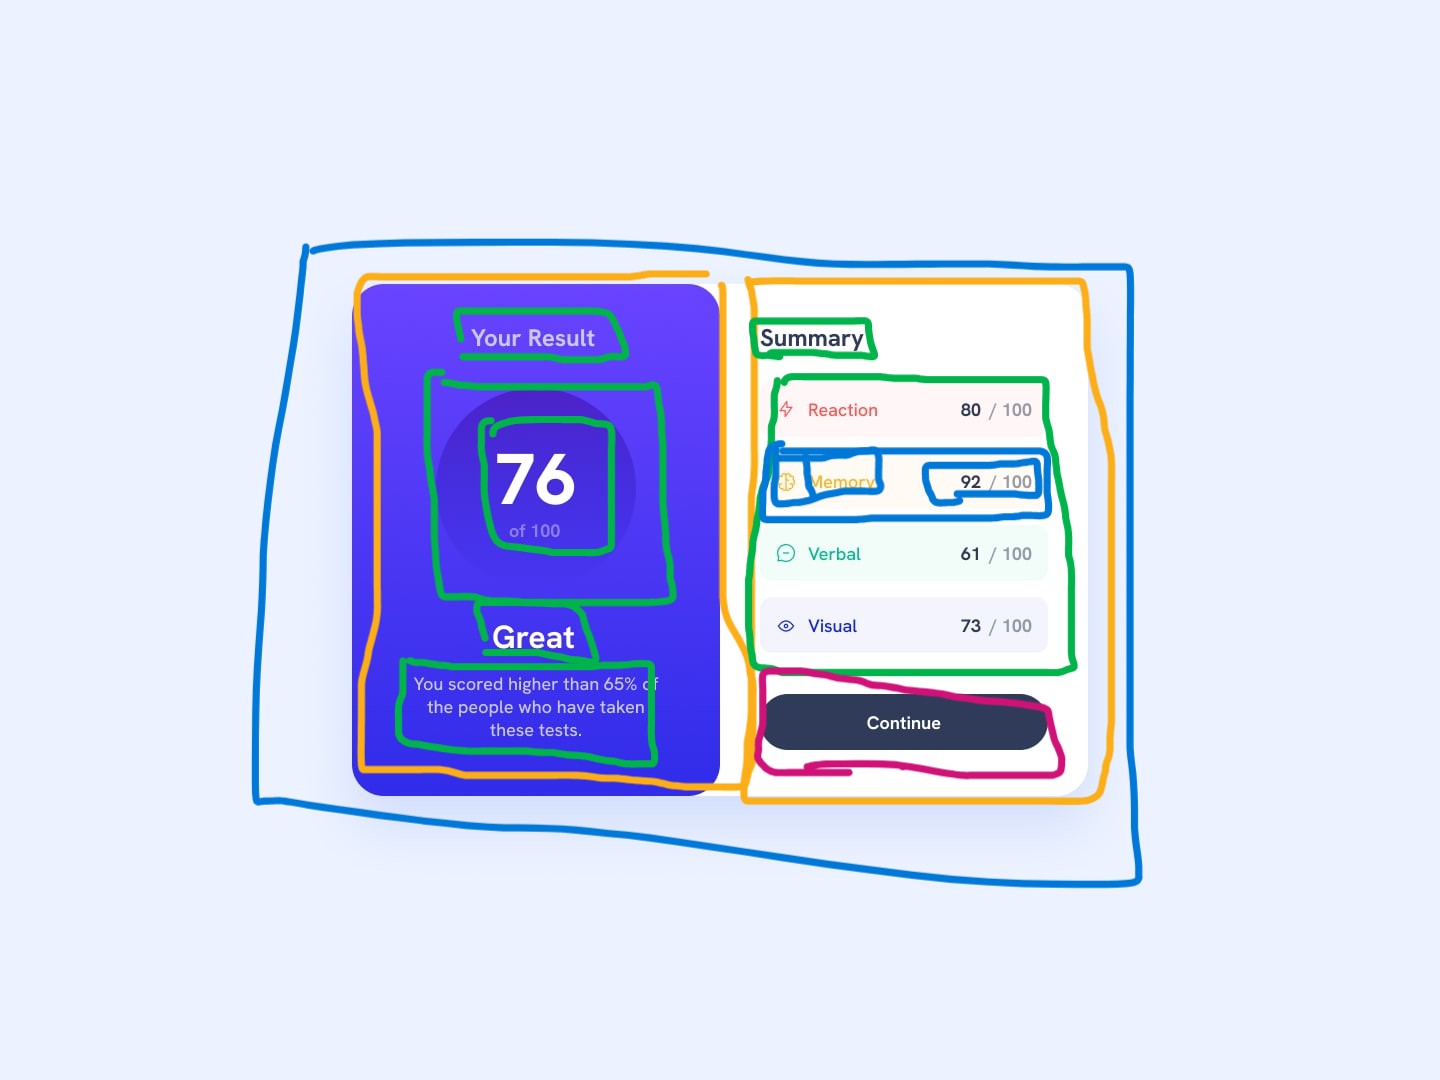 Your Result
76
of 100
Great
You scored higher than 65% of
the people who have taken
these tests.
Summary
Reaction 80 / 100
Memory 92 / 100
Verbal 61 / 100
Visual 73 / 100
Continue